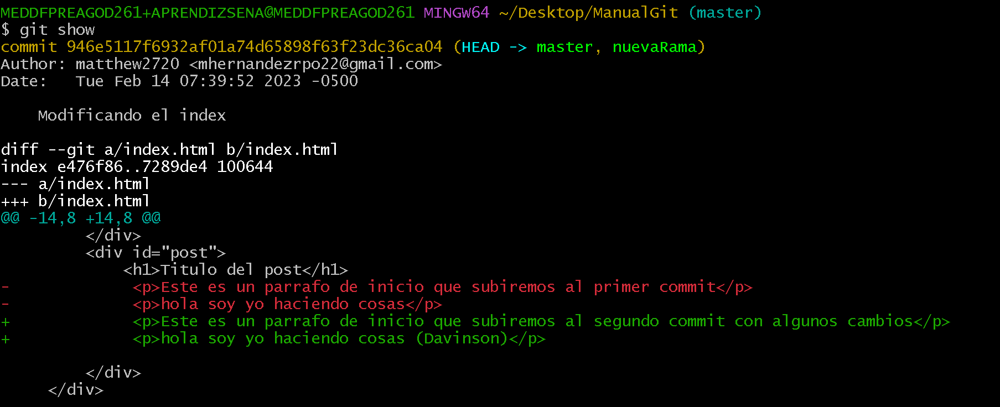 MEDDFPREAGOD261+APRENDIZSENA@MEDDFPREAGOD261 MINGW64 ~/Desktop/ManualGit (master)
$ git show
commit 946e5117f6932af01a74d65898f63f23dc36ca04 (HEAD -> master, nuevaRama)
Author: matthew2720 <mhernandezrpo22@gmail.com>
Date:   Tue Feb 14 07:39:52 2023 -0500

    Modificando el index

diff --git a/index.html b/index.html
index e476f86..7289de4 100644
--- a/index.html
+++ b/index.html
@@ -14,8 +14,8 @@
         </div>
         <div id="post">
             <h1>Titulo del post</h1>
-             <p>Este es un parrafo de inicio que subiremos al primer commit</p>
-             <p>hola soy yo haciendo cosas</p>
+             <p>Este es un parrafo de inicio que subiremos al segundo commit con algunos cambios</p>
+             <p>hola soy yo haciendo cosas (Davinson)</p>

         </div>
     </div>